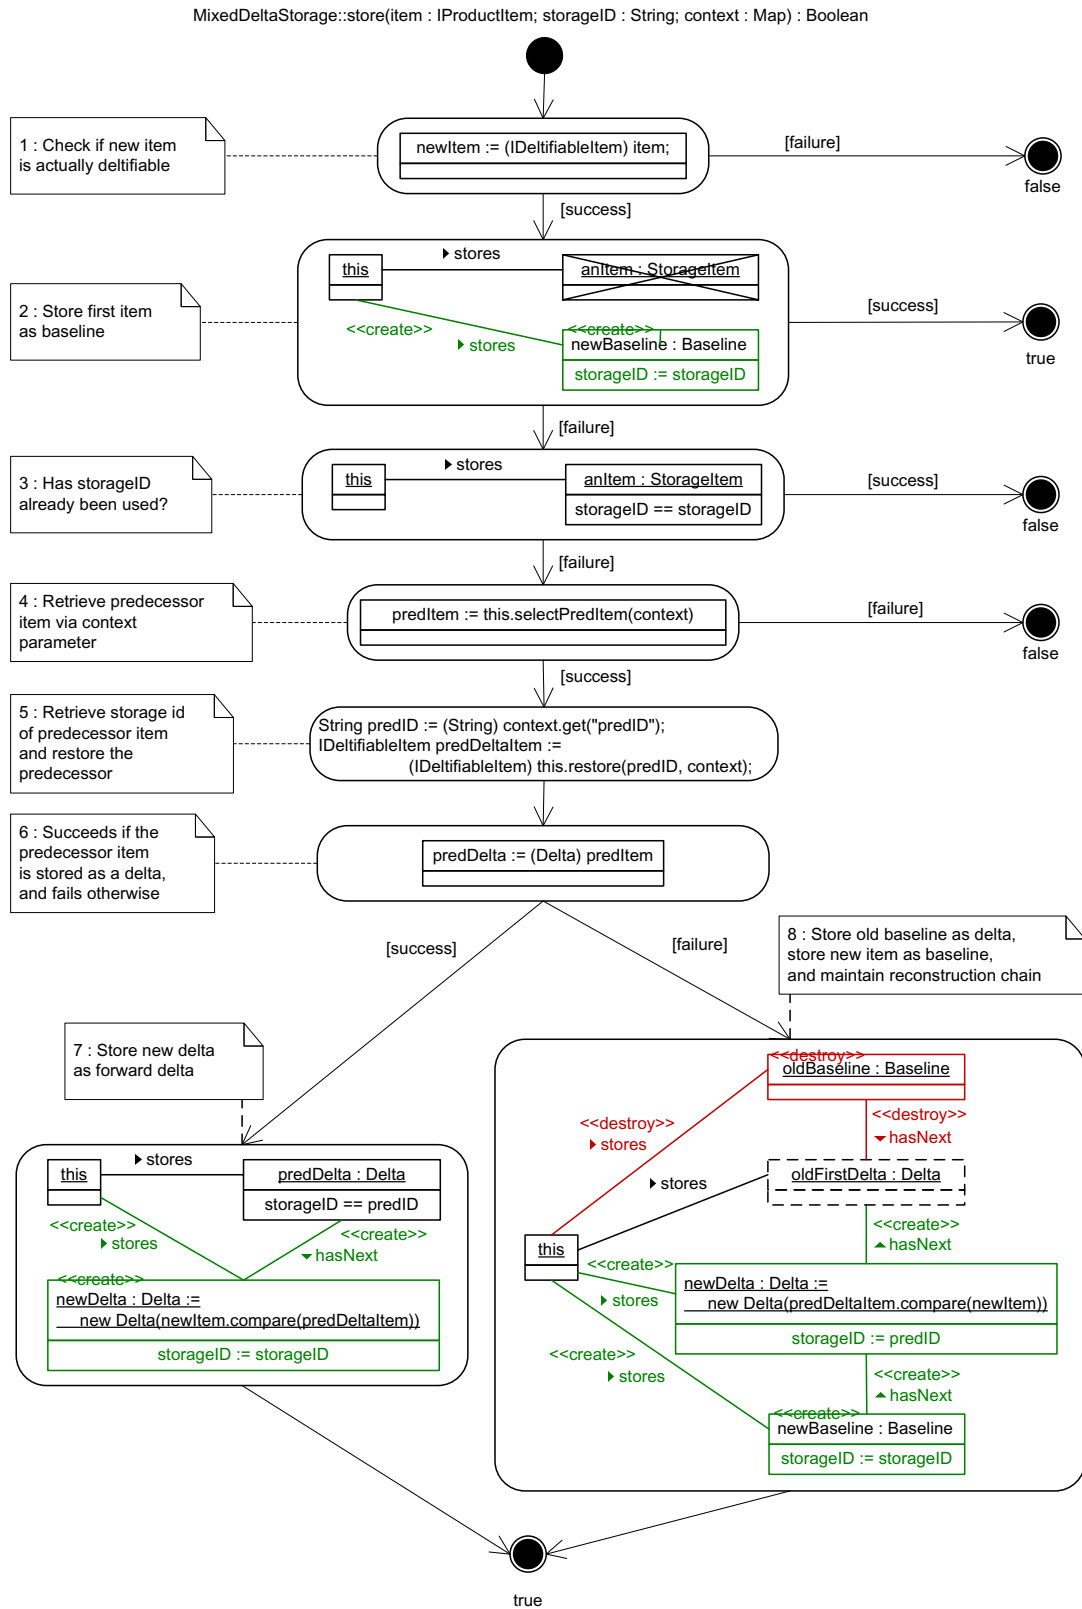 MixedDeltaStorage::store(item : IProductItem; storageID : String; context : Map) : Boolean
1 : Check if new item
is actually deltifiable
newItem := (IDeltifiableItem) item;
[failure]
false
[success]
2 : Store first item
as baseline
this
stores
anItem : StorageItem
<<create>>
stores
<<create>>
newBaseline : Baseline
storageID := storageID
[success]
true
[failure]
3 : Has storageID
already been used?
this
stores
anItem : StorageItem
storageID == storageID
[success]
false
[failure]
4 : Retrieve predecessor
item via context
parameter
predItem := this.selectPredItem(context)
[failure]
false
[success]
5 : Retrieve storage id
of predecessor item
and restore the
predecessor
String predID := (String) context.get("predID");
IDeltifiableItem predDeltaItem :=
(IDeltifiableItem) this.restore(predID, context);
6 : Succeeds if the
predecessor item
is stored as a delta,
and fails otherwise
predDelta := (Delta) predItem
[success]
[failure]
7 : Store new delta
as forward delta
this
stores
predDelta : Delta
storageID == predID
<<create>>
stores
<<create>>
hasNext
<<create>>
newDelta : Delta :=
new Delta(newItem.compare(predDeltaItem))
storageID := storageID
8 : Store old baseline as delta,
store new item as baseline,
and maintain reconstruction chain
<<destroy>>
oldBaseline : Baseline
<<destroy>>
stores
<<destroy>>
hasNext
stores
oldFirstDelta : Delta
this
<<create>>
hasNext
<<create>>
stores
newDelta : Delta :=
new Delta(predDeltaItem.compare(newItem))
storageID := predID
<<create>>
stores
<<create>>
hasNext
<<create>>
newBaseline : Baseline
storageID := storageID
true